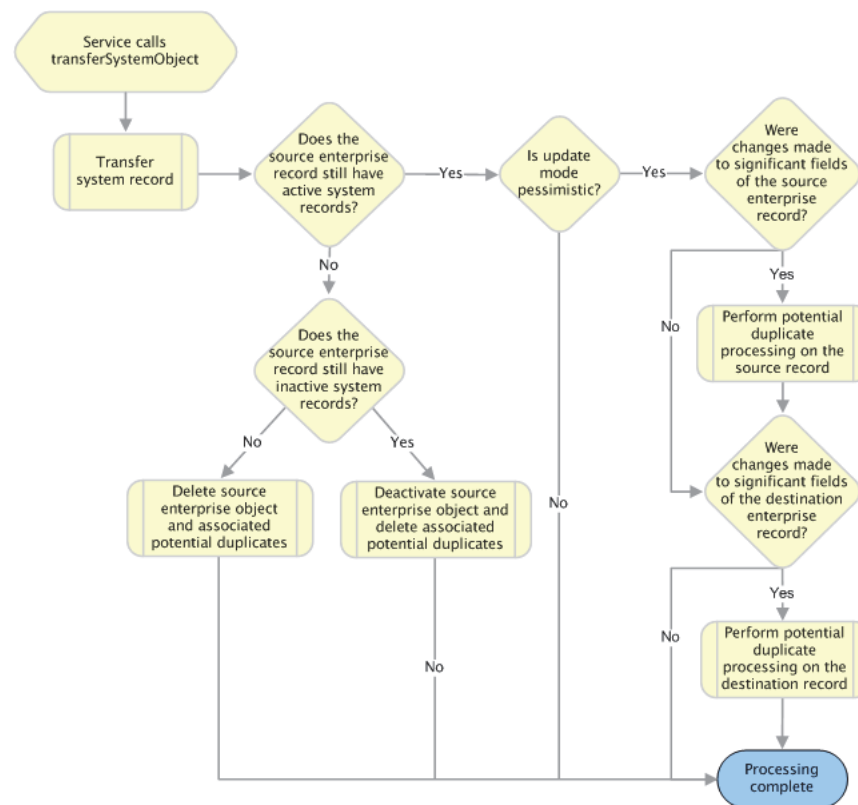 Service calls
transferSystemObject
Transfer
system record
Does the
source enterprise
record still have
active system
records?
Yes
Is update
mode
pessimistic?
Yes
Were
changes made
to significant fields
of the source
enterprise
record?
No
Yes
No
Perform potential
duplicate
processing on the
source record
Does the
source enterprise
record still have
inactive system
records?
No
Yes
Were
changes made
to significant fields
of the destination
enterprise
record?
Delete source
enterprise object
and associated
potential duplicates
Deactivate source
enterprise object and
delete associated
potential duplicates
No
Yes
No
No
Perform potential
duplicate
processing on the
destination record
Processing
complete